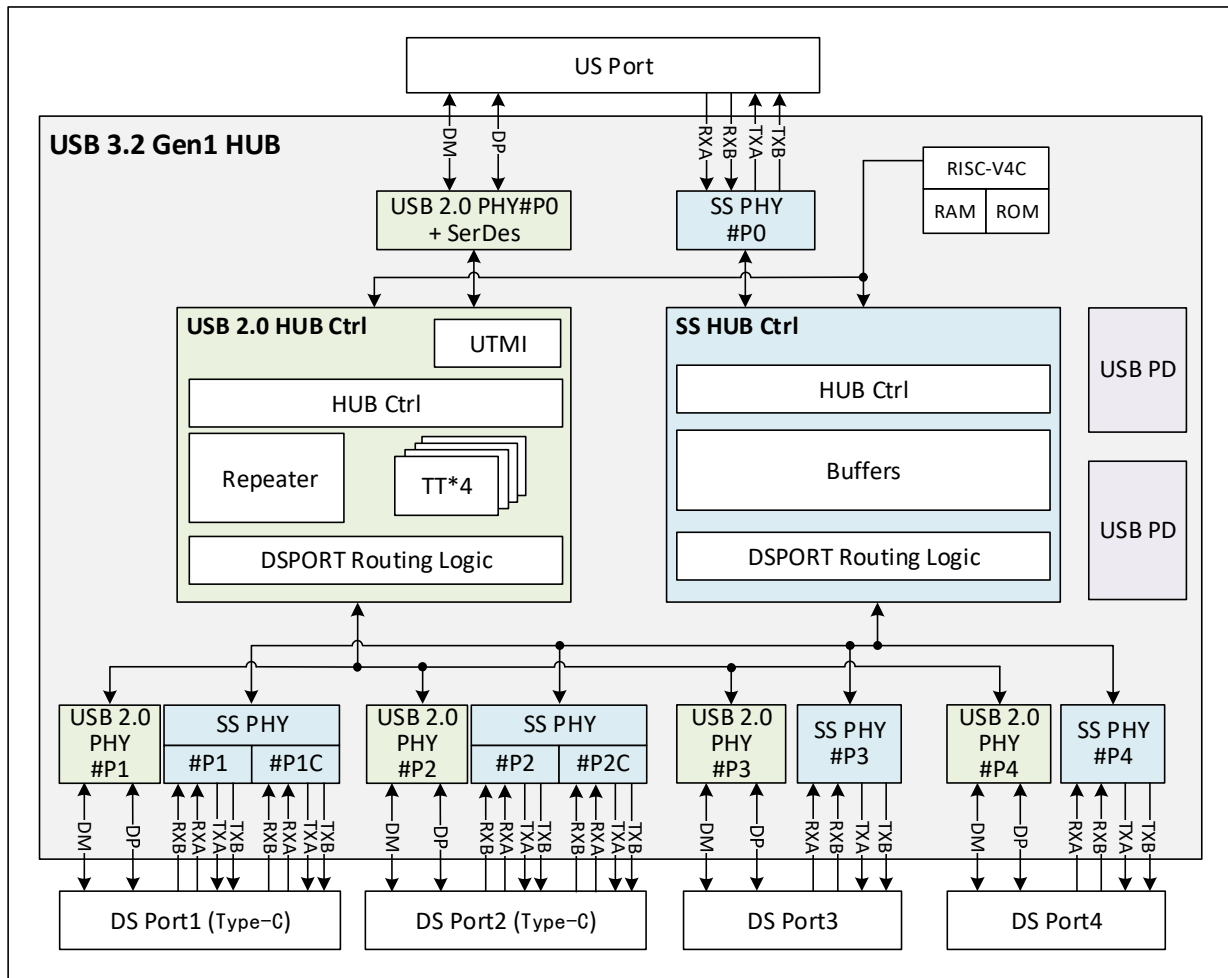 US Port
DM
DP
RXA
RXB
TXA
TXB
USB 3.2 Gen1 HUB
RISC-V4C
RAM
ROM
USB 2.0 PHY#P0
+ SerDes
SS PHY
#P0
USB 2.0 HUB Ctrl
UTMI
HUB Ctrl
Repeater
TT*4
DSPORT Routing Logic
SS HUB Ctrl
HUB Ctrl
Buffers
DSPORT Routing Logic
USB PD
USB PD
USB 2.0
PHY
#P1
SS PHY
#P1
#P1C
USB 2.0
PHY
#P2
SS PHY
#P2
#P2C
USB 2.0
PHY
#P3
SS PHY
#P3
USB 2.0
PHY
#P4
SS PHY
#P4
DM
DP
RXB
RXA
TXA
TXB
RXB
RXA
TXA
TXB
DM
DP
RXB
RXA
TXA
TXB
RXB
RXA
TXA
TXB
DM
DP
RXA
RXB
TXA
TXB
DM
DP
RXA
RXB
TXA
TXB
DS Port1 (Type-C)
DS Port2 (Type-C)
DS Port3
DS Port4